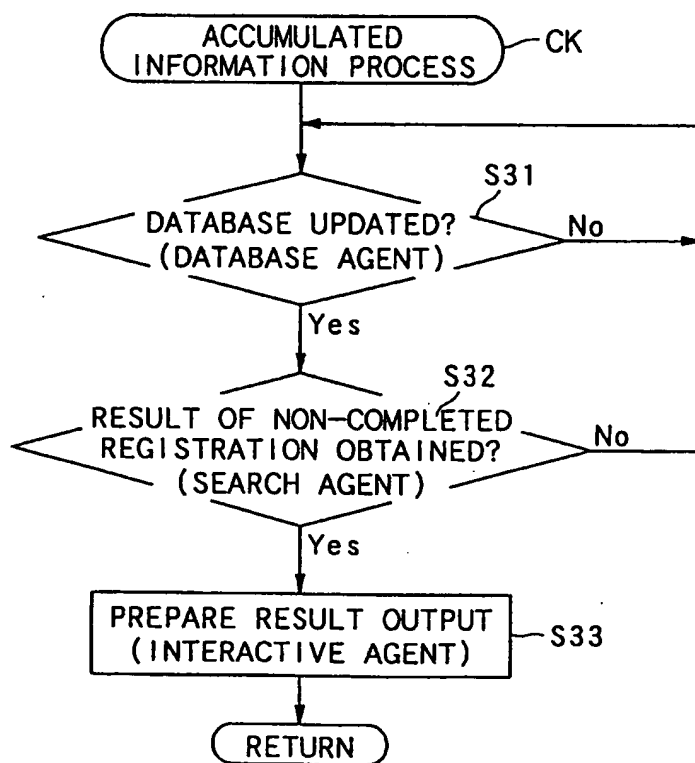 ACCUMULATED
INFORMATION PROCESS
CK
S31
DATABASE UPDATED?
(DATABASE AGENT)
No
Yes
S32
RESULT OF NON-COMPLETED
REGISTRATION OBTAINED?
(SEARCH AGENT)
No
Yes
PREPARE RESULT OUTPUT
(INTERACTIVE AGENT)
S33
RETURN